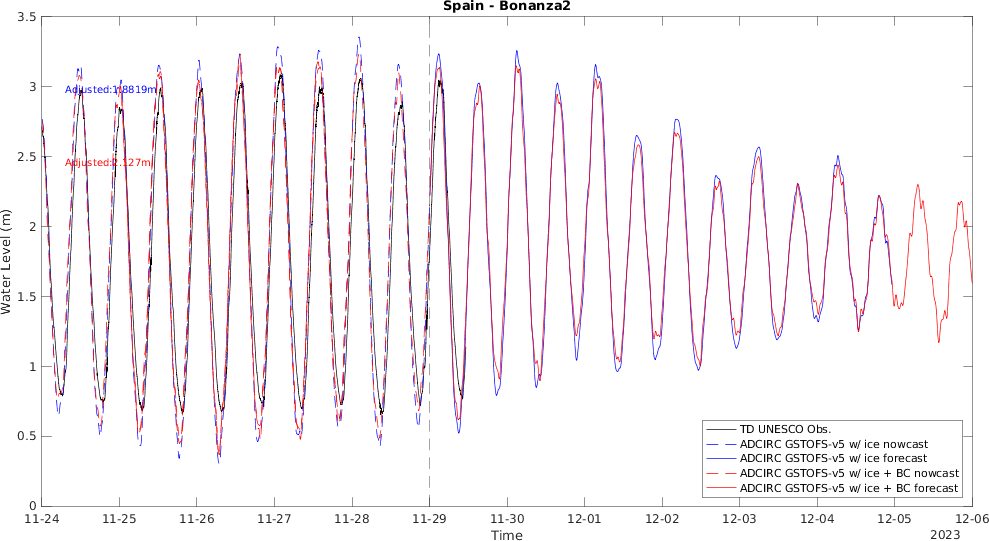 Spain - Bonanza2
3.5
3
2.5
2
1.5
1
0.5
0
Water Level (m)
Adjusted:1.8819m
Adjusted:2.127m
TD UNESCO Obs.
ADCIRC GSTOFS-v5 w/ ice nowcast
ADCIRC GSTOFS-v5 w/ ice forecast
ADCIRC GSTOFS-v5 w/ ice + BC nowcast
ADCIRC GSTOFS-v5 w/ ice + BC forecast
11-24 11-25 11-26 11-27 11-28 11-29 11-30 12-01 12-02 12-03 12-04 12-05 12-06
Time
2023